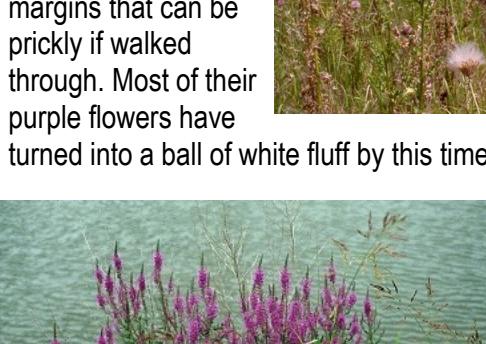 margins that can be
prickly if walked
through. Most of their
purple flowers have
turned into a ball of white fluff by this time